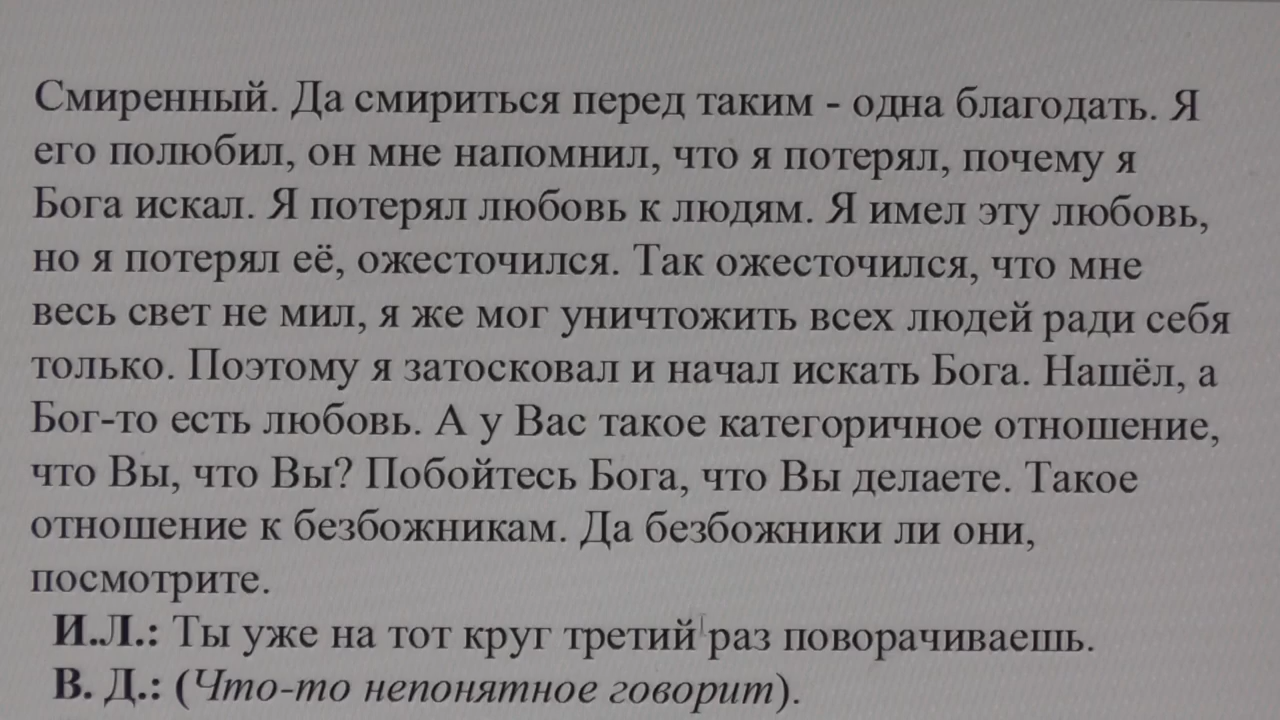 Смиренный. Да смириться перед таким - одна благодать. Я
его полюбил, он мне напомнил, что я потерял, почему я
Бога искал. Я потерял любовь к людям. Я имел эту любовь,
но я потерял её, ожесточился. Так ожесточился, что мне
весь свет не мил, я же мог уничтожить всех людей ради себя
только. Поэтому я затосковал и начал искать Бога. Нашёл, а
Бог-то есть любовь. А у Вас такое категоричное отношение,
что Вы, что Вы? Побойтесь Бога, что Вы делаете. Такое
отношение к безбожникам. Да безбожники ли они,
посмотрите.
И.Л.: Ты уже на тот круг третий раз поворачиваешь.
В. Д.: (Что-то непонятное говорит).